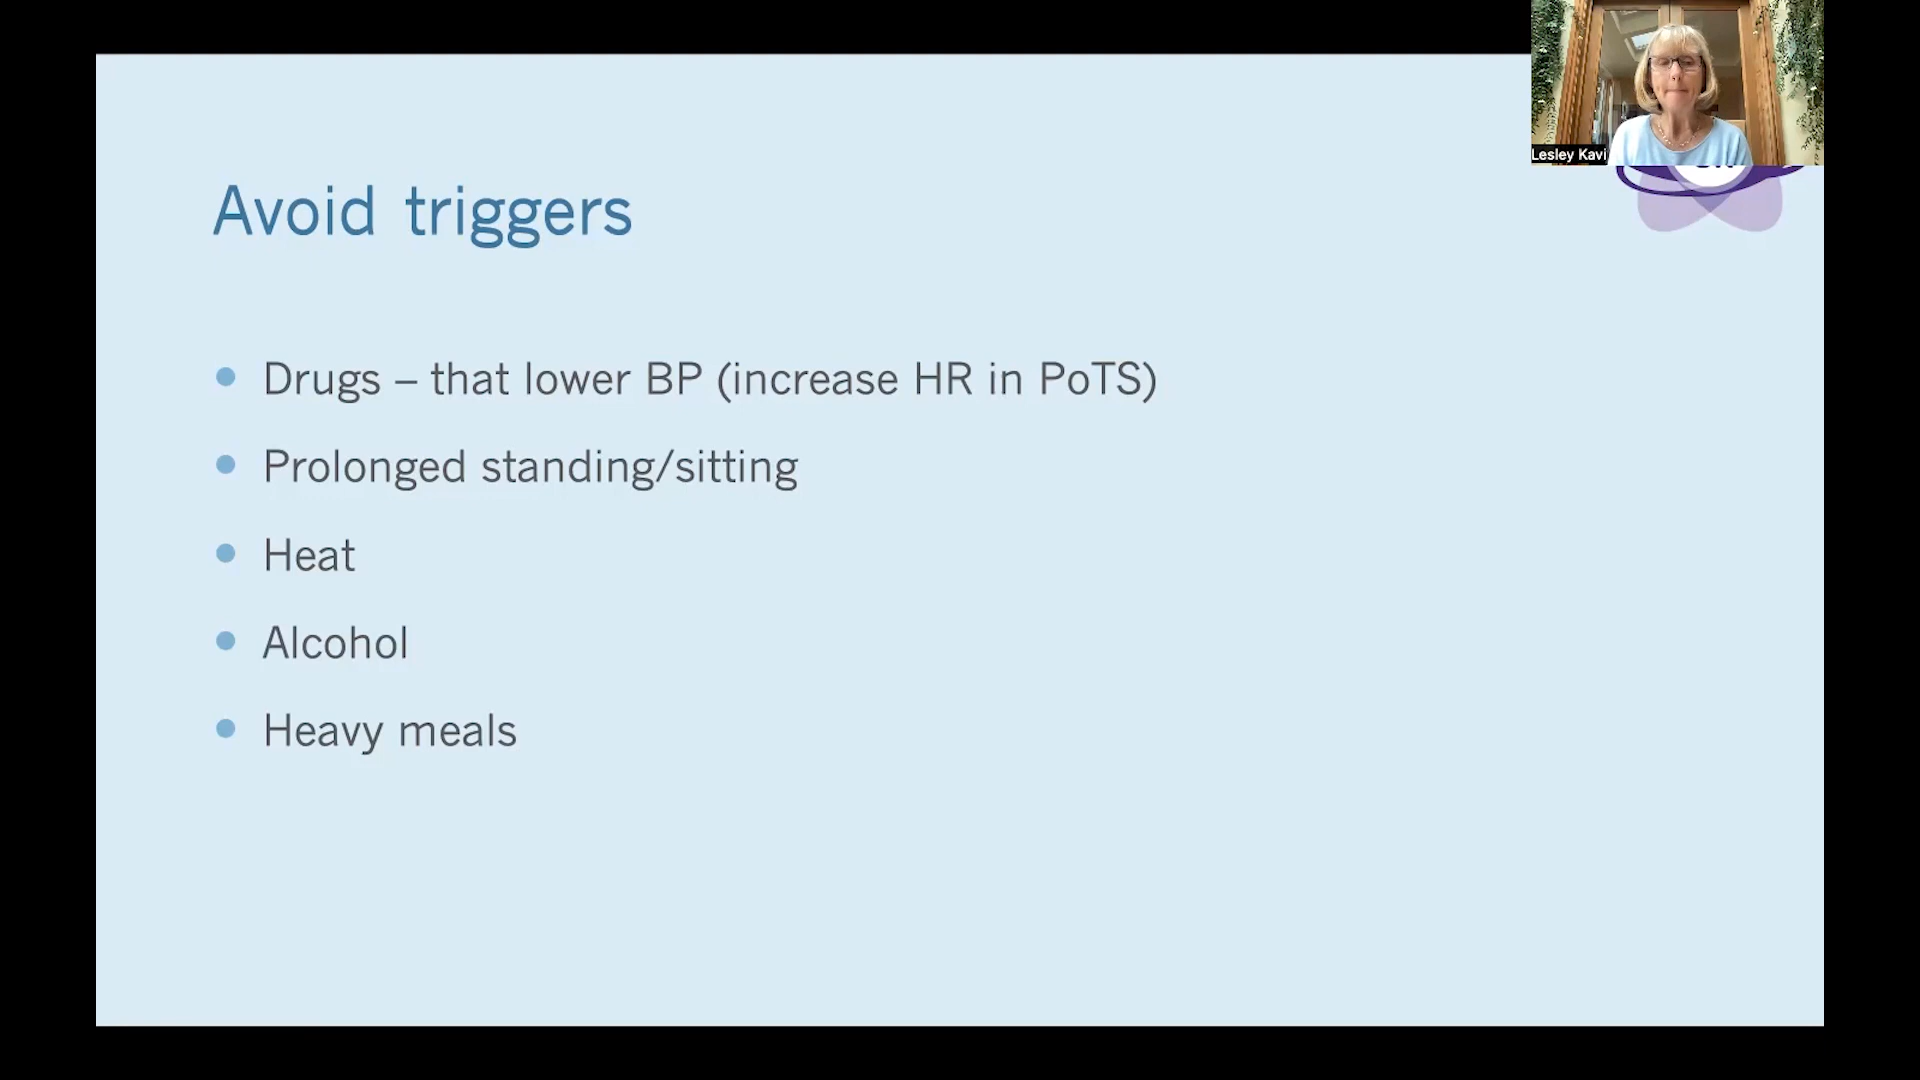 Lesley Kavi
Avoid triggers
Drugs – that lower BP (increase HR in PoTS)
Prolonged standing/sitting
Heat
Alcohol
Heavy meals